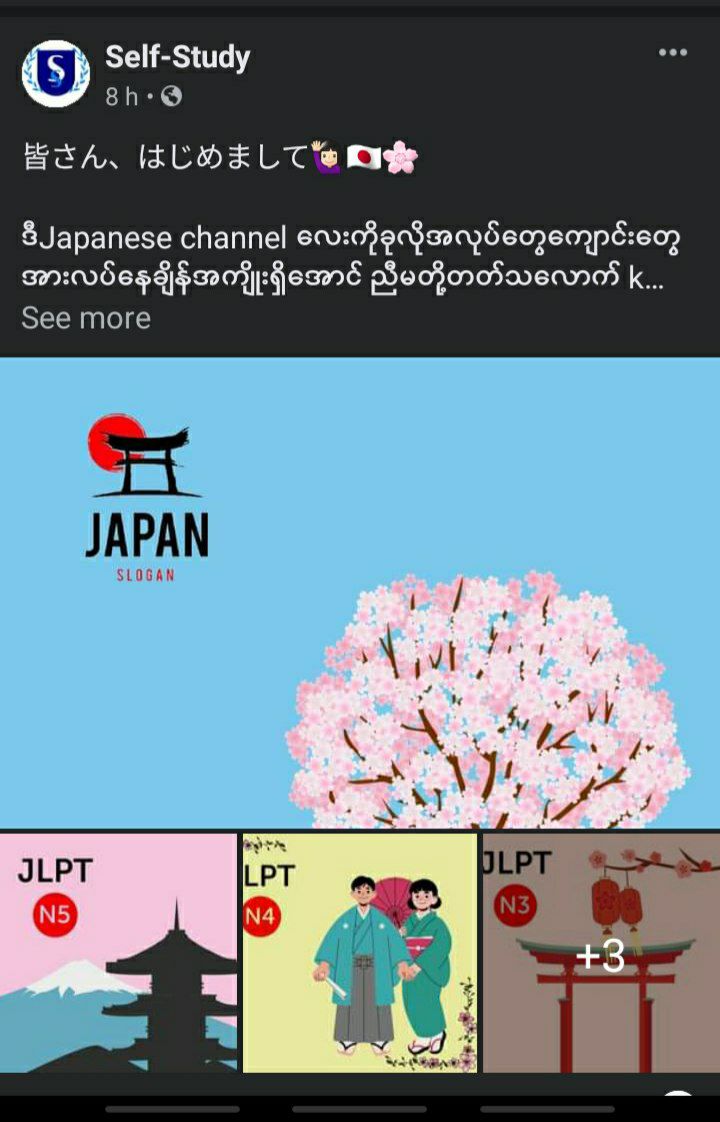 Self-Study
8 h
皆さん、はじめまして🙋🏻‍♀️🇯🇵🌸
ဒီJapanese channel လေးကိုခုလိုအလုပ်တွေကျောင်းတွေ
အားလပ်နေချိန်အကျိုးရှိအောင် ညီမတို့တတ်သလောက် k...
See more
JAPAN
SLOGAN
JLPT
N5
LPT
N4
JLPT
N3
+3